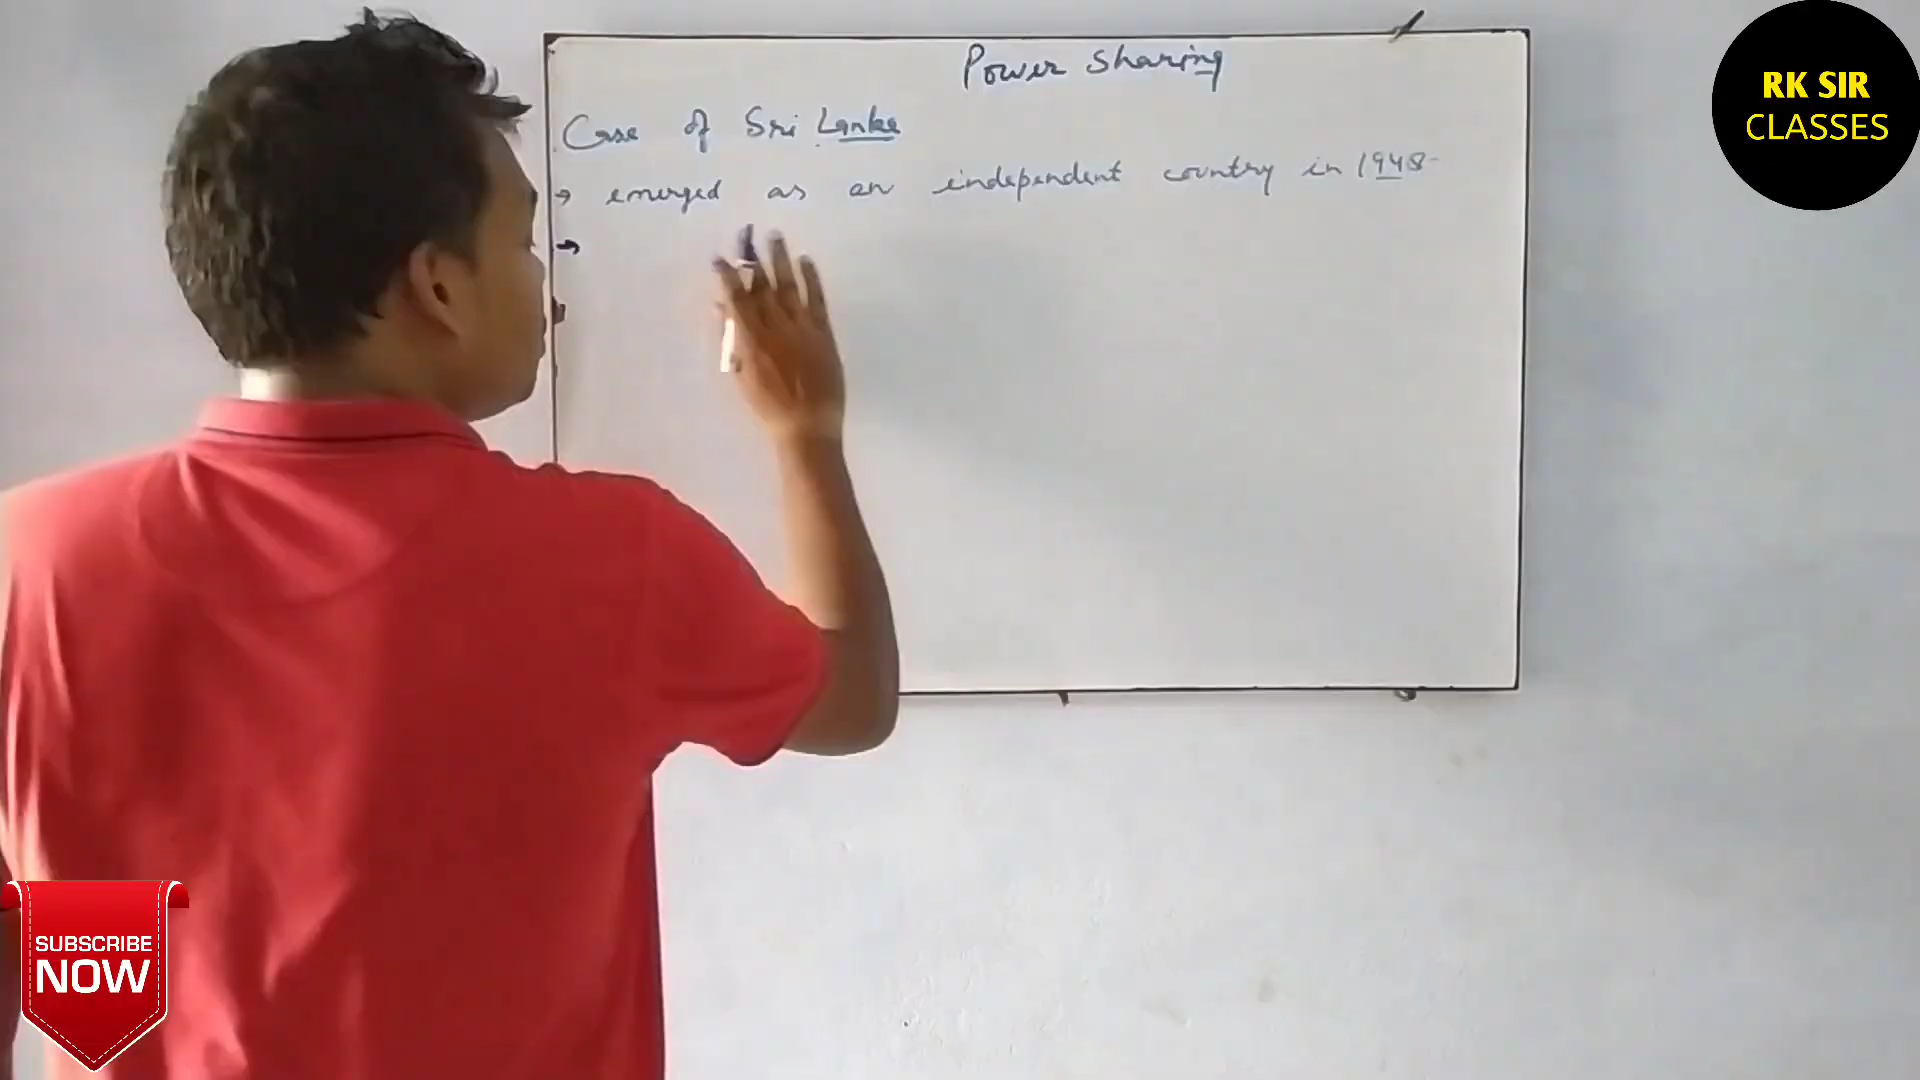 Power Sharing
Case of Sri Lanka
→ emerged as an independent country in 1948
→
RK SIR
CLASSES
SUBSCRIBE
NOW